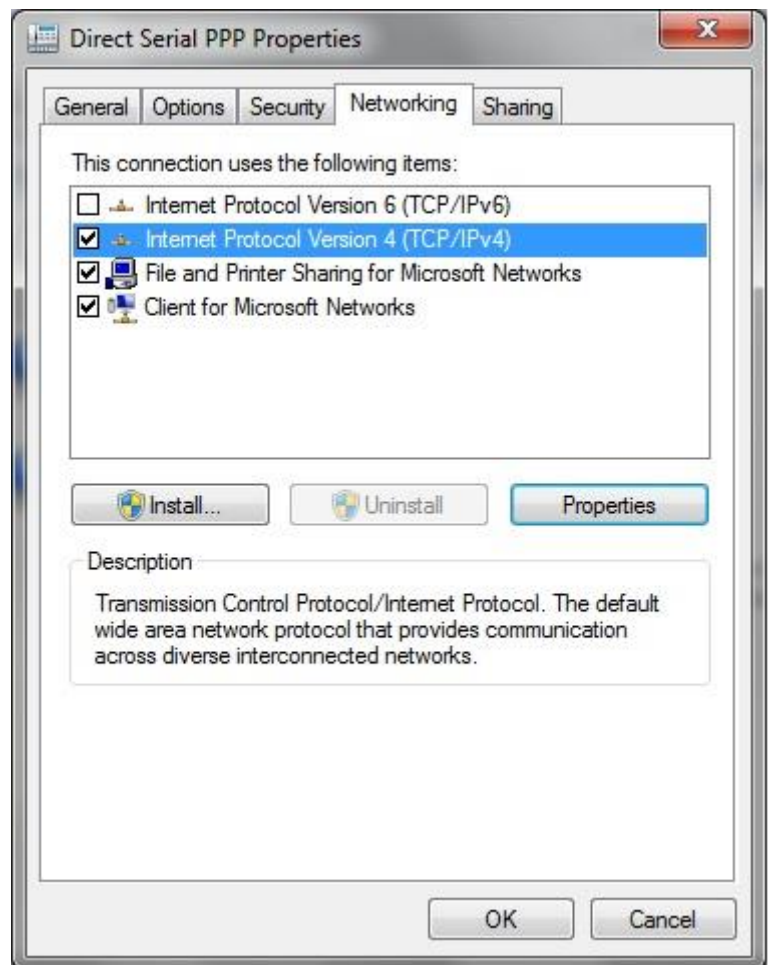 Direct Serial PPP Properties
General Options Security Networking Sharing
This connection uses the following items:
Internet Protocol Version 6 (TCP/IPv6)
Internet Protocol Version 4 (TCP/IPv4)
File and Printer Sharing for Microsoft Networks
Client for Microsoft Networks
Install... Uninstall Properties
Description
Transmission Control Protocol/Internet Protocol. The default
wide area network protocol that provides communication
across diverse interconnected networks.
OK Cancel